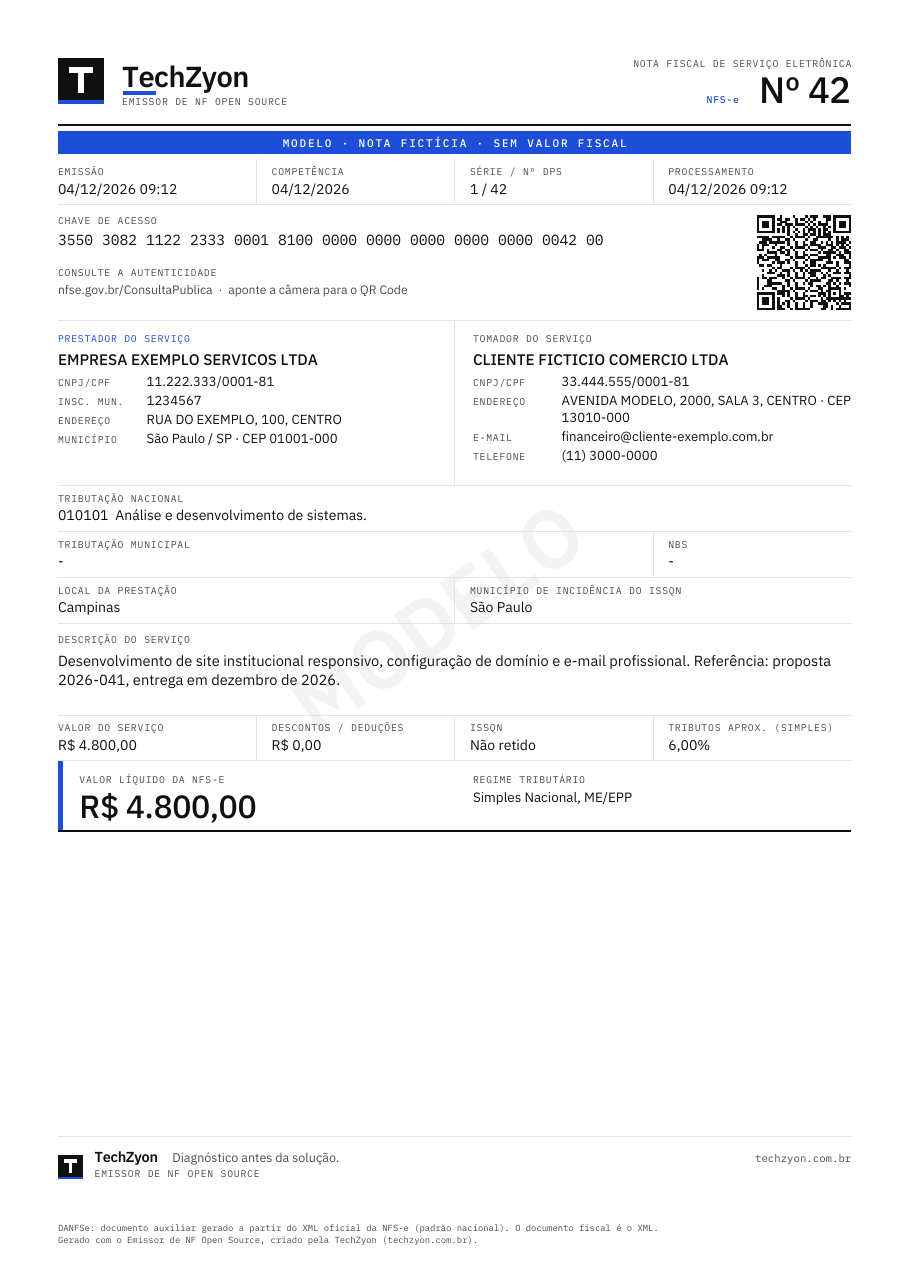 TechZyon
EMISSOR DE NF OPEN SOURCE
NOTA FISCAL DE SERVIÇO ELETRÔNICA
NFS-e Nº 42
MODELO · NOTA FICTÍCIA · SEM VALOR FISCAL
EMISSÃO COMPETÊNCIA SÉRIE / Nº DPS PROCESSAMENTO
04/12/2026 09:12 04/12/2026 1 / 42 04/12/2026 09:12
CHAVE DE ACESSO
3550 3082 1122 2333 0001 8100 0000 0000 0000 0000 0000 0042 00
CONSULTE A AUTENTICIDADE
nfse.gov.br/ConsultaPublica · aponte a câmera para o QR Code
PRESTADOR DO SERVIÇO
EMPRESA EXEMPLO SERVICOS LTDA
CNPJ/CPF 11.222.333/0001-81
INSC. MUN. 1234567
ENDEREÇO RUA DO EXEMPLO, 100, CENTRO
MUNICÍPIO São Paulo / SP · CEP 01001-000
TOMADOR DO SERVIÇO
CLIENTE FICTICIO COMERCIO LTDA
CNPJ/CPF 33.444.555/0001-81
ENDEREÇO AVENIDA MODELO, 2000, SALA 3, CENTRO · CEP
13010-000
E-MAIL financeiro@cliente-exemplo.com.br
TELEFONE (11) 3000-0000
TRIBUTAÇÃO NACIONAL
010101 Análise e desenvolvimento de sistemas.
TRIBUTAÇÃO MUNICIPAL NBS
- -
LOCAL DA PRESTAÇÃO MUNICÍPIO DE INCIDÊNCIA DO ISSQN
Campinas São Paulo
MODELO
DESCRIÇÃO DO SERVIÇO
Desenvolvimento de site institucional responsivo, configuração de domínio e e-mail profissional. Referência: proposta
2026-041, entrega em dezembro de 2026.
VALOR DO SERVIÇO DESCONTOS / DEDUÇÕES ISSQN TRIBUTOS APROX. (SIMPLES)
R$ 4.800,00 R$ 0,00 Não retido 6,00%
VALOR LÍQUIDO DA NFS-E
R$ 4.800,00
REGIME TRIBUTÁRIO
Simples Nacional, ME/EPP
TechZyon Diagnóstico antes da solução.
EMISSOR DE NF OPEN SOURCE
techzyon.com.br
DANFSe: documento auxiliar gerado a partir do XML oficial da NFS-e (padrão nacional). O documento fiscal é o XML.
Gerado com o Emissor de NF Open Source, criado pela TechZyon (techzyon.com.br).